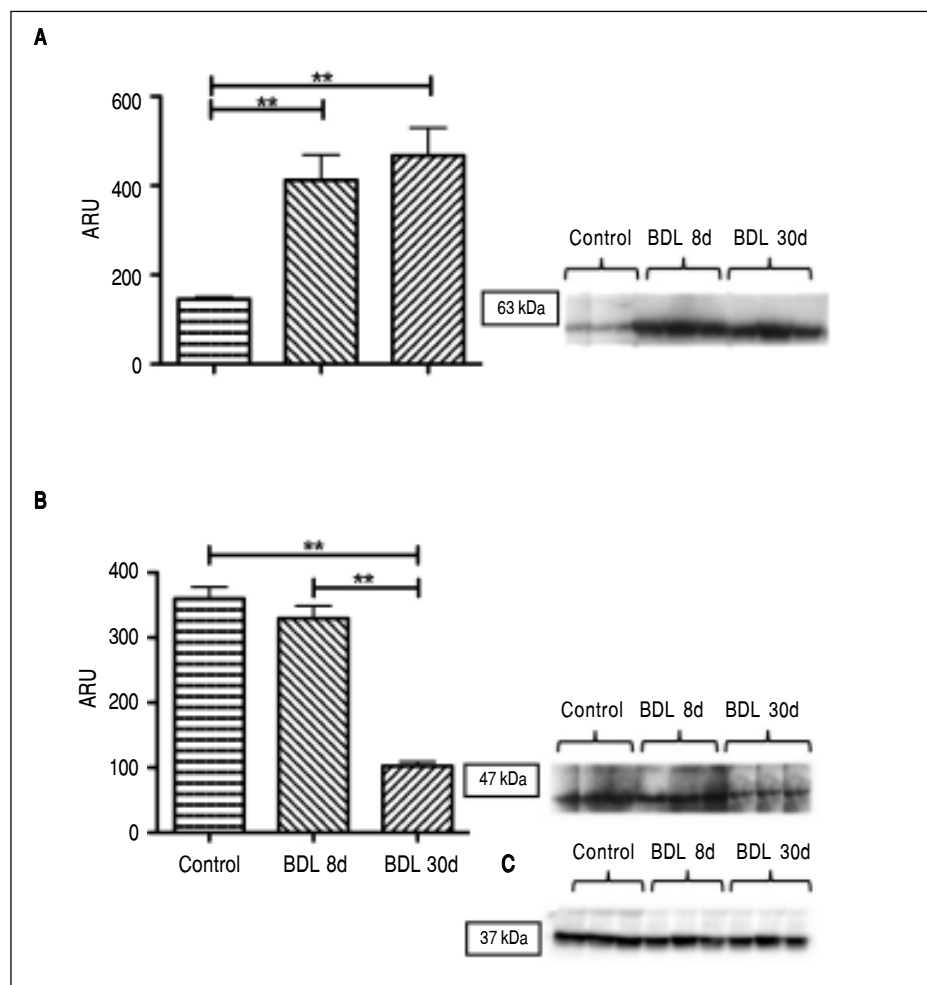 A
**
**
600
400
200
0
ARU
Control BDL 8d BDL 30d
63 kDa
B
**
**
400
300
200
100
0
ARU
Control BDL 8d BDL 30d
Control BDL 8d BDL 30d
47 kDa
C
Control BDL 8d BDL 30d
37 kDa